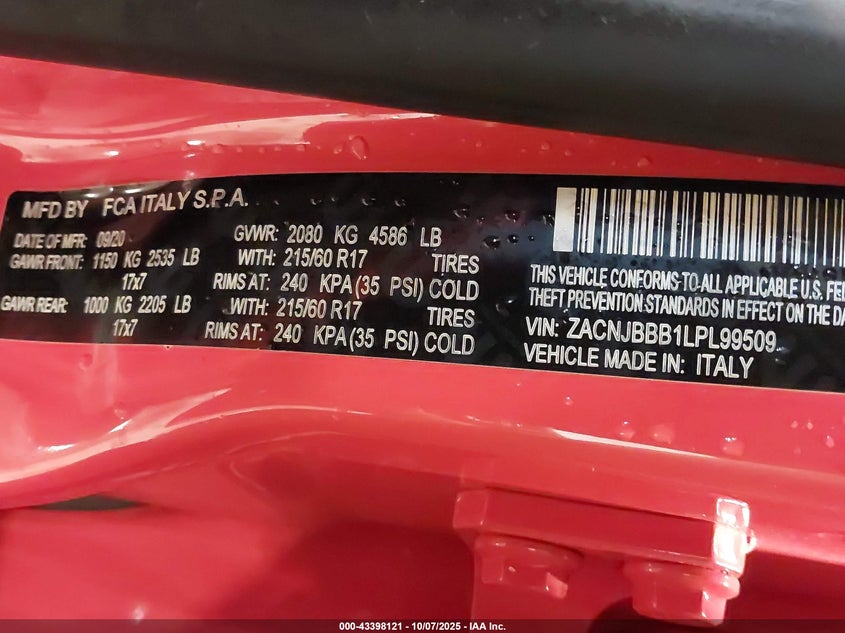 MFD BY FCA ITALY S.P.A.
DATE OF MFR: 09/20 GVWR: 2080 KG 4586 LB
GAWR FRONT: 1150 KG 2535 LB WITH: 215/60 R17 TIRES
17x7 RIMS AT: 240 KPA (35 PSI) COLD
GAWR REAR: 1000 KG 2205 LB WITH: 215/60 R17 TIRES
17x7 RIMS AT: 240 KPA (35 PSI) COLD
THIS VEHICLE CONFORMS TO ALL APPLICABLE U.S.
THEFT PREVENTION STANDARDS IN EFFECT ON THE
VIN: ZACNJBBB1LPL99509
VEHICLE MADE IN: ITALY
000-43398121 - 10/07/2025 - IAA Inc.